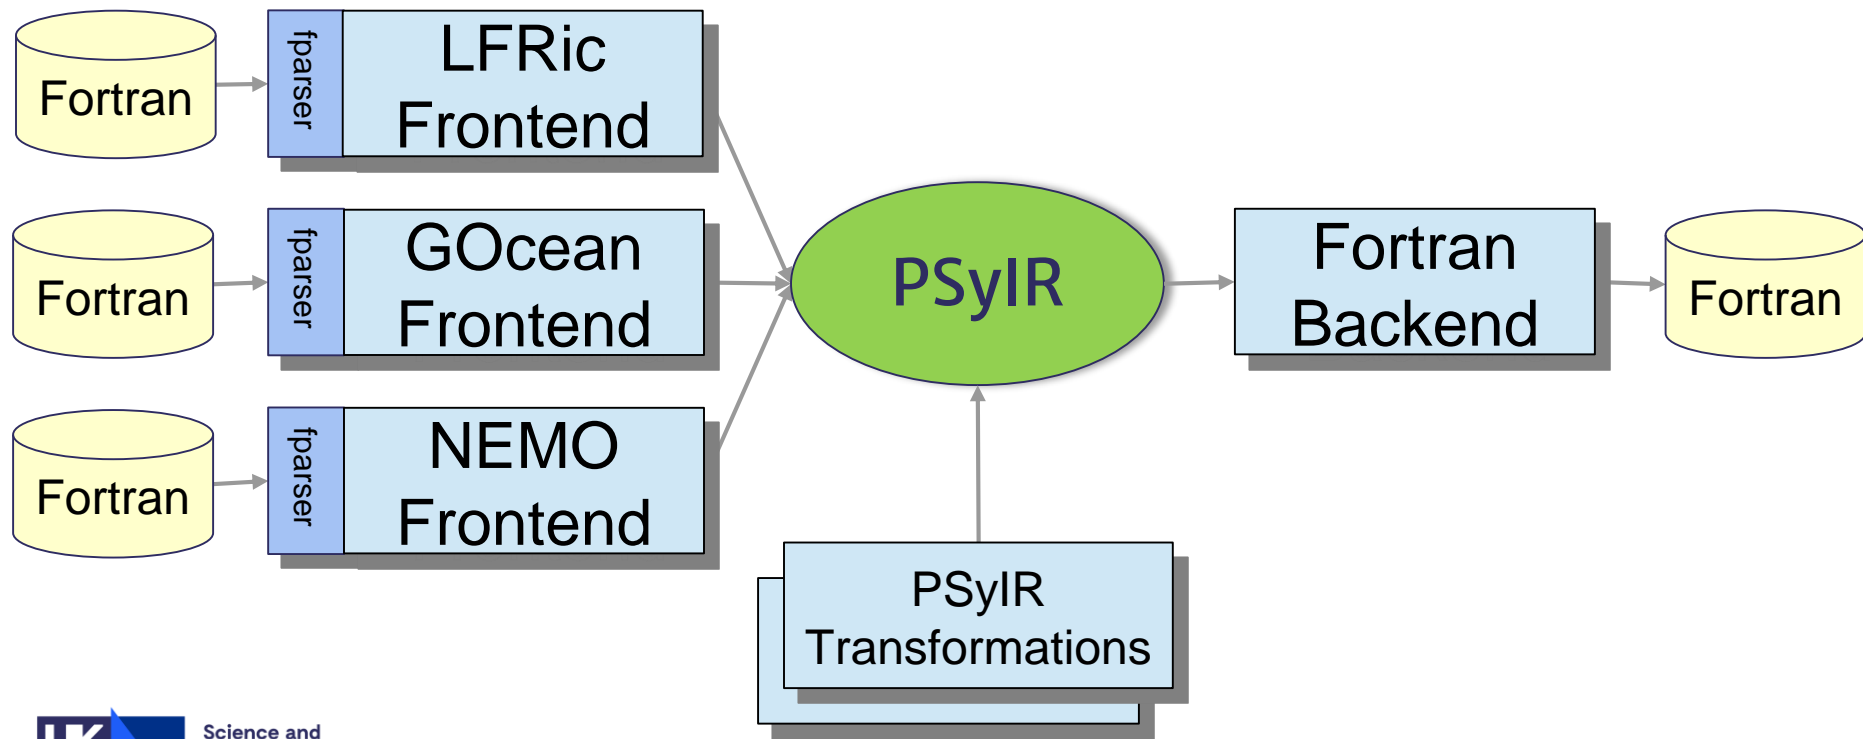 Fortran
fparser
LFRic
Frontend
Fortran
fparser
GOcean
Frontend
Fortran
fparser
NEMO
Frontend
PSyIR
Fortran
Backend
Fortran
PSyIR
Transformations
UK
Science and